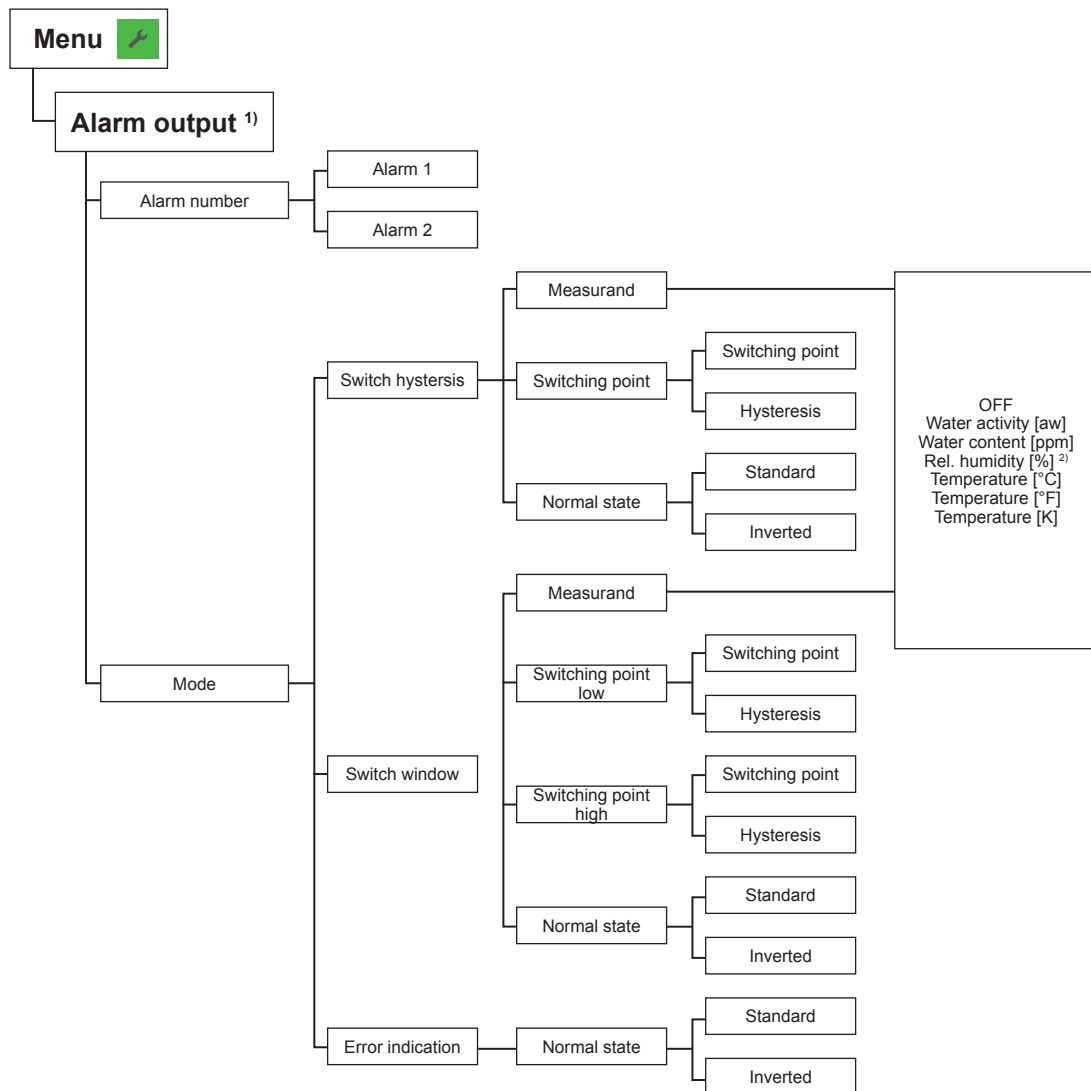 Menu
Alarm output 1)
Alarm number
Alarm 1
Alarm 2
Mode
Switch hystersis
Measurand
Switching point
Switching point
Hysteresis
Normal state
Standard
Inverted
OFF
Water activity [aw]
Water content [ppm]
Rel. humidity [%] 2)
Temperature [°C]
Temperature [°F]
Temperature [K]
Switch window
Measurand
Switching point
low
Switching point
Hysteresis
Switching point
high
Switching point
Hysteresis
Normal state
Standard
Inverted
Error indication
Normal state
Standard
Inverted